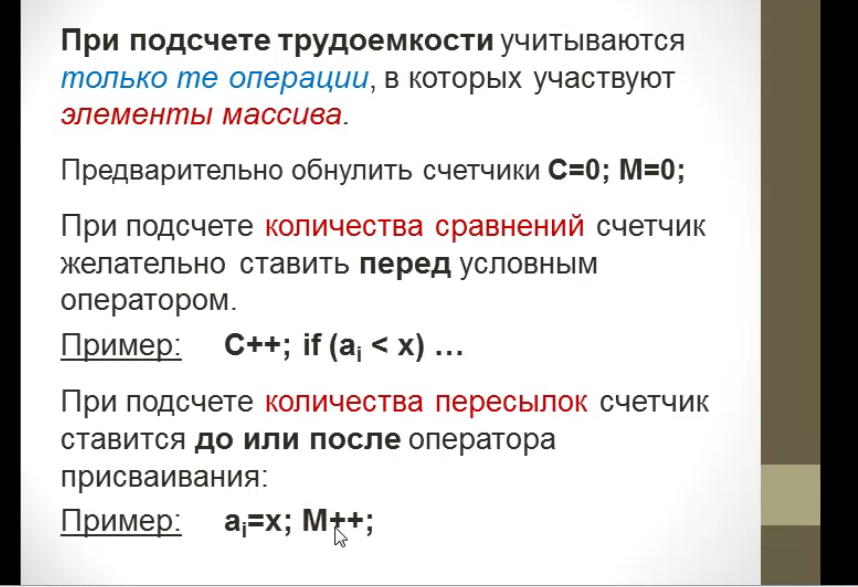 При подсчете трудоемкости учитываются
только те операции, в которых участвуют
элементы массива.
Предварительно обнулить счетчики C=0; M=0;
При подсчете количества сравнений счетчик
желательно ставить перед условным
оператором.
Пример: C++; if (aᵢ < x) …
При подсчете количества пересылок счетчик
ставится до или после оператора
присваивания:
Пример: aᵢ=x; M++;